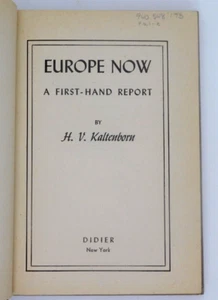 EUROPE NOW
A FIRST-HAND REPORT
BY
H. V. Kaltenborn
DIDIER
New York